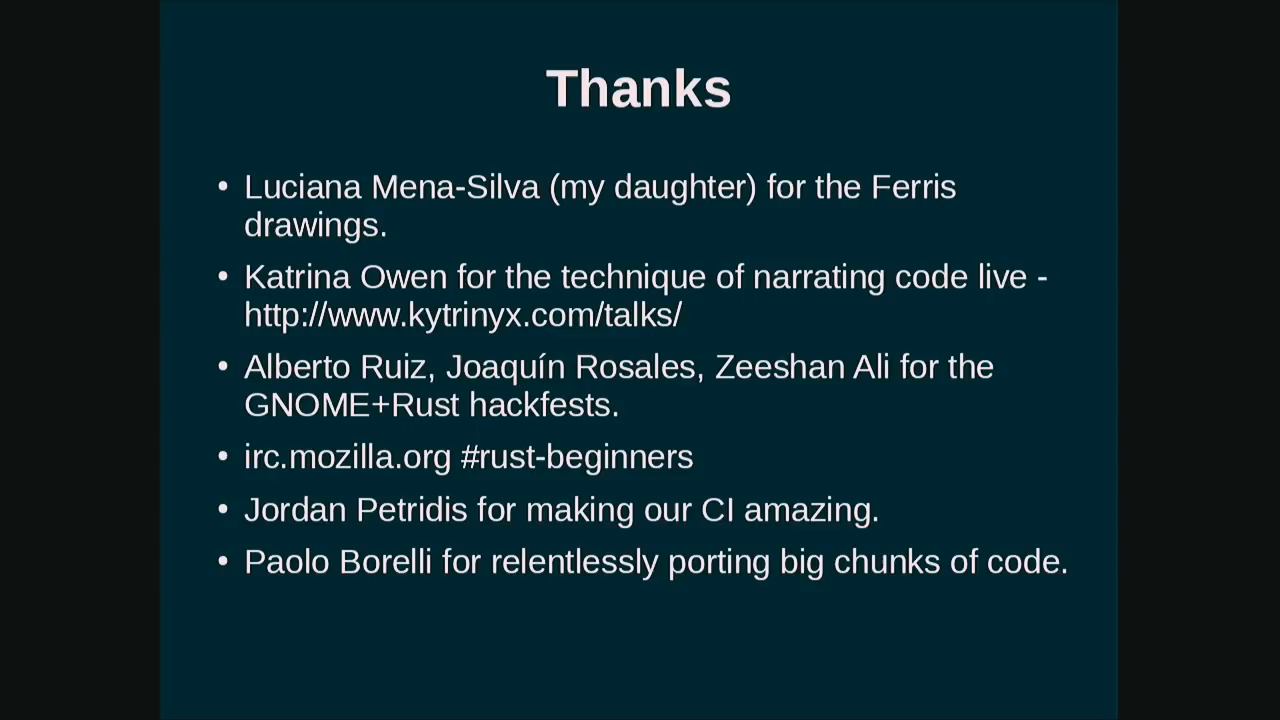 Thanks
• Luciana Mena-Silva (my daughter) for the Ferris
drawings.
• Katrina Owen for the technique of narrating code live -
http://www.kytrinyx.com/talks/
• Alberto Ruiz, Joaquín Rosales, Zeeshan Ali for the
GNOME+Rust hackfests.
• irc.mozilla.org #rust-beginners
• Jordan Petridis for making our CI amazing.
• Paolo Borelli for relentlessly porting big chunks of code.